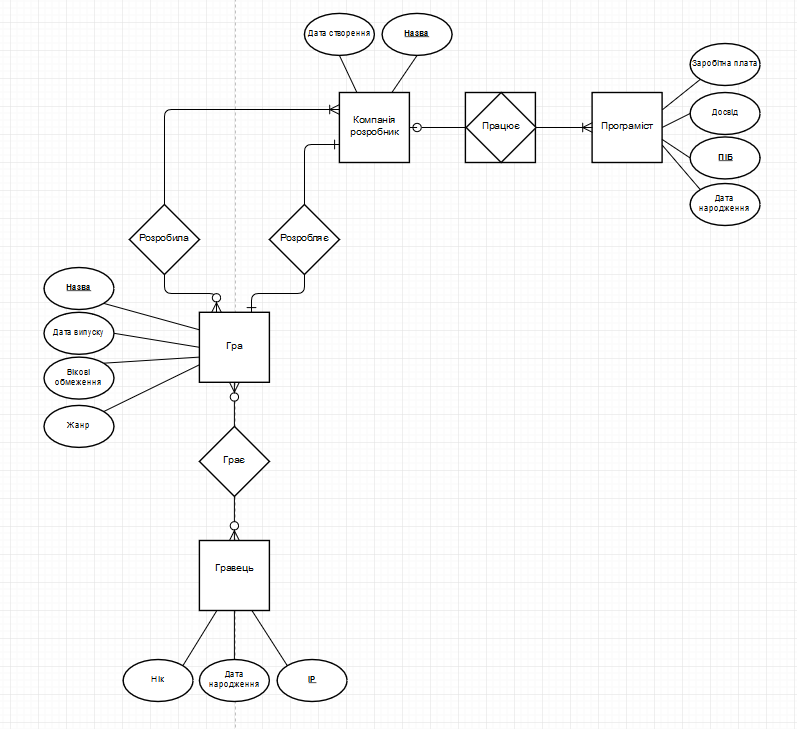 Дата створення
Назва
Заробітна плата
Досвід
ПІБ
Дата
народження
Компанія
розробник
Працює
Програміст
Розробила
Розробляє
Назва
Дата випуску
Вікові
обмеження
Жанр
Гра
Грає
Гравець
Нік
Дата
народження
IP